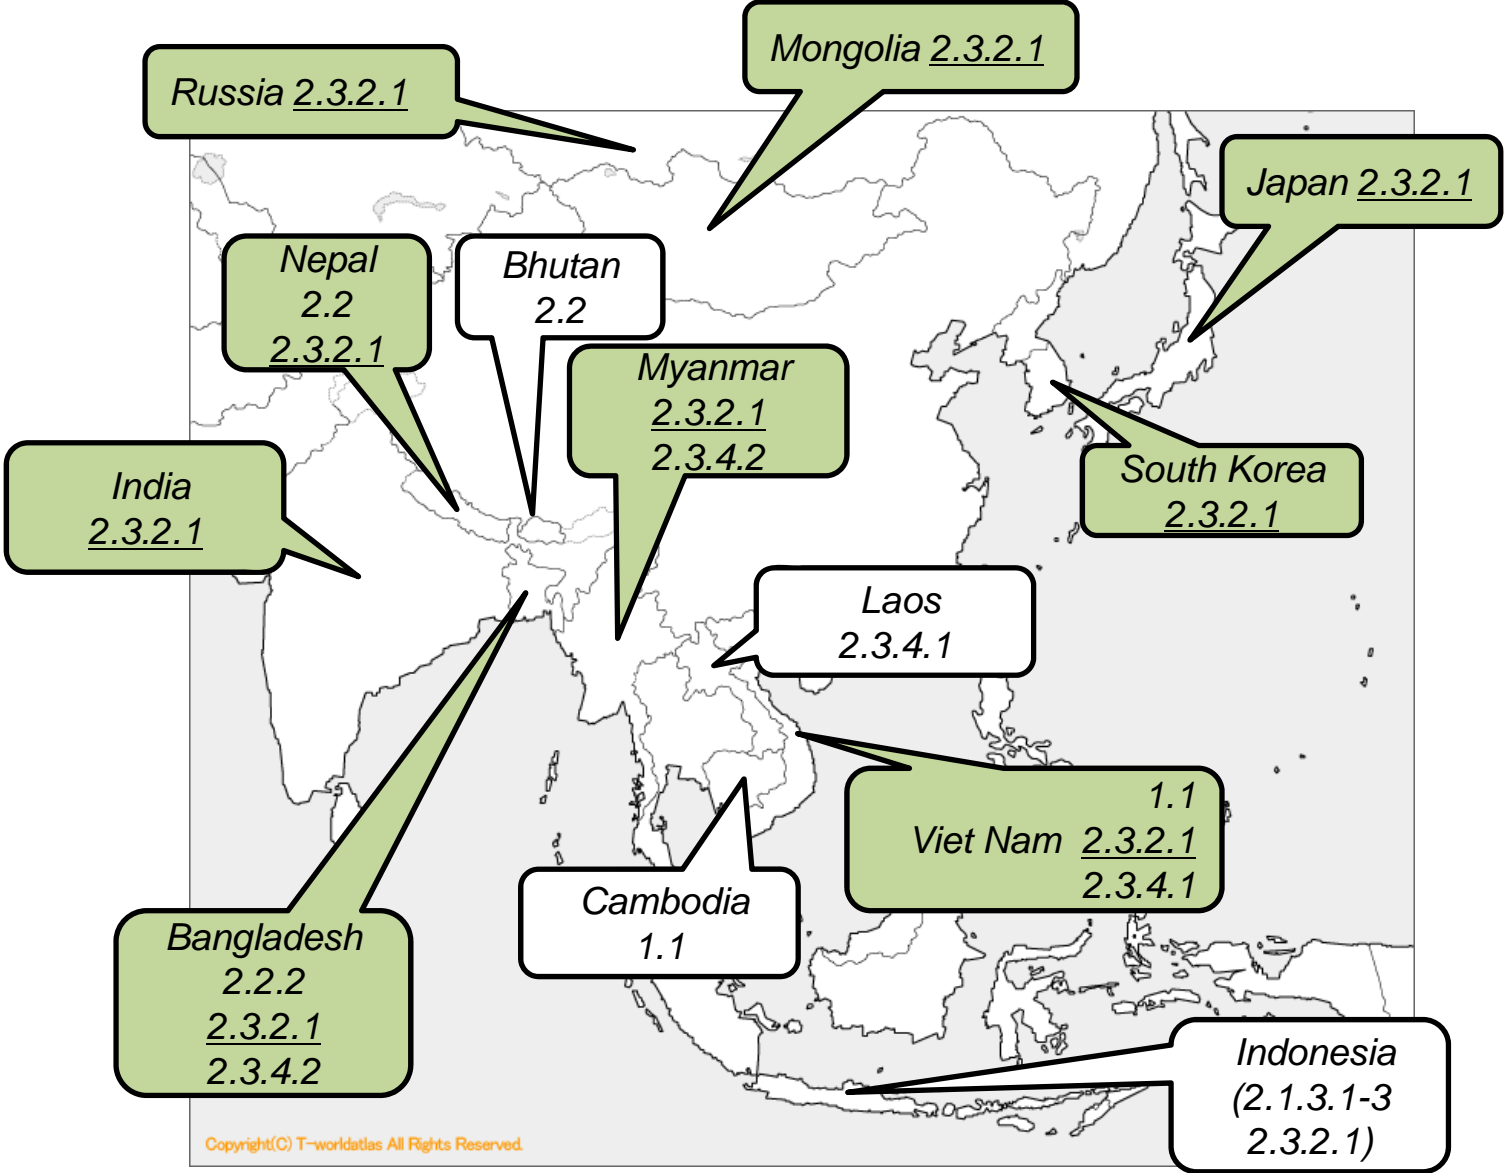 Mongolia 2.3.2.1
Russia 2.3.2.1
Japan 2.3.2.1
Nepal
2.2
2.3.2.1
Bhutan
2.2
Myanmar
2.3.2.1
2.3.4.2
India
2.3.2.1
South Korea
2.3.2.1
Laos
2.3.4.1
1.1
Viet Nam 2.3.2.1
2.3.4.1
Cambodia
1.1
Bangladesh
2.2.2
2.3.2.1
2.3.4.2
Indonesia
(2.1.3.1-3
2.3.2.1)
Copyright(C) T-worldatlas All Rights Reserved.